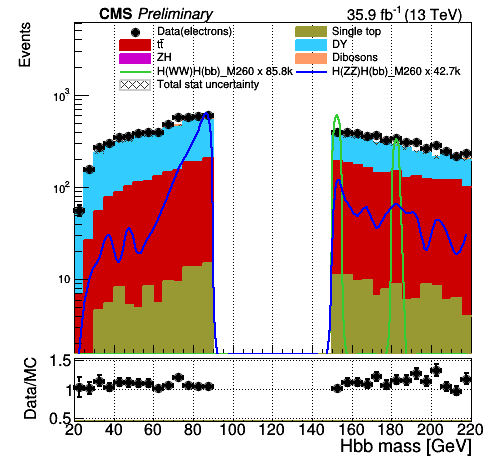 CMS Preliminary 35.9 fb⁻¹ (13 TeV)
Data(electrons) Single top
tt̄ DY
ZH Dibosons
H(WW)H(bb)_M260 x 85.8k H(ZZ)H(bb)_M260 x 42.7k
Total stat uncertainty
Events
10³
10²
10
1
1.5
1.0
0.5
Data/MC
20 40 60 80 100 120 140 160 180 200 220
Hbb mass [GeV]